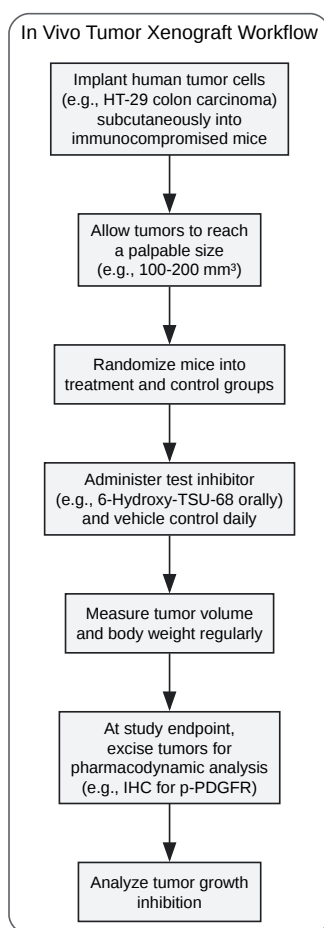 In Vivo Tumor Xenograft Workflow
Implant human tumor cells
(e.g., HT-29 colon carcinoma)
subcutaneously into
immunocompromised mice
Allow tumors to reach
a palpable size
(e.g., 100-200 mm³)
Randomize mice into
treatment and control groups
Administer test inhibitor
(e.g., 6-Hydroxy-TSU-68 orally)
and vehicle control daily
Measure tumor volume
and body weight regularly
At study endpoint,
excise tumors for
pharmacodynamic analysis
(e.g., IHC for p-PDGFR)
Analyze tumor growth
inhibition